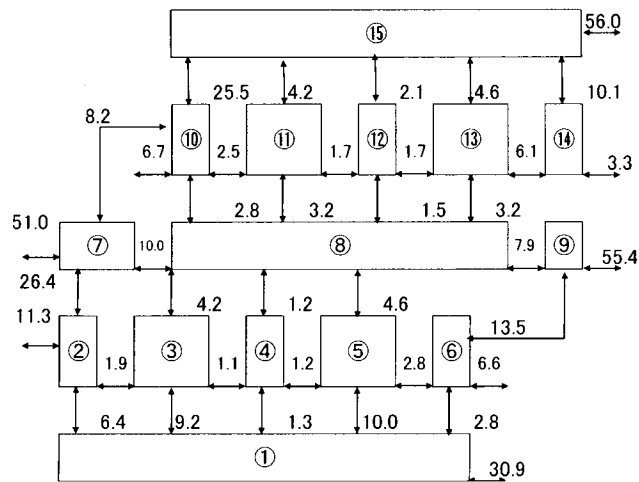 56.0
⑮
25.5 4.2 2.1 4.6 10.1
8.2
⑩ ⑪ ⑫ ⑬ ⑭
6.7 2.5 1.7 1.7 6.1 3.3
2.8 3.2 1.5 3.2
51.0 ⑦ 10.0 ⑧ 7.9 ⑨ 55.4
26.4
4.2 1.2 4.6
11.3 13.5
② 1.9 ③ 1.1 ④ 1.2 ⑤ 2.8 ⑥ 6.6
6.4 9.2 1.3 10.0 2.8
①
30.9